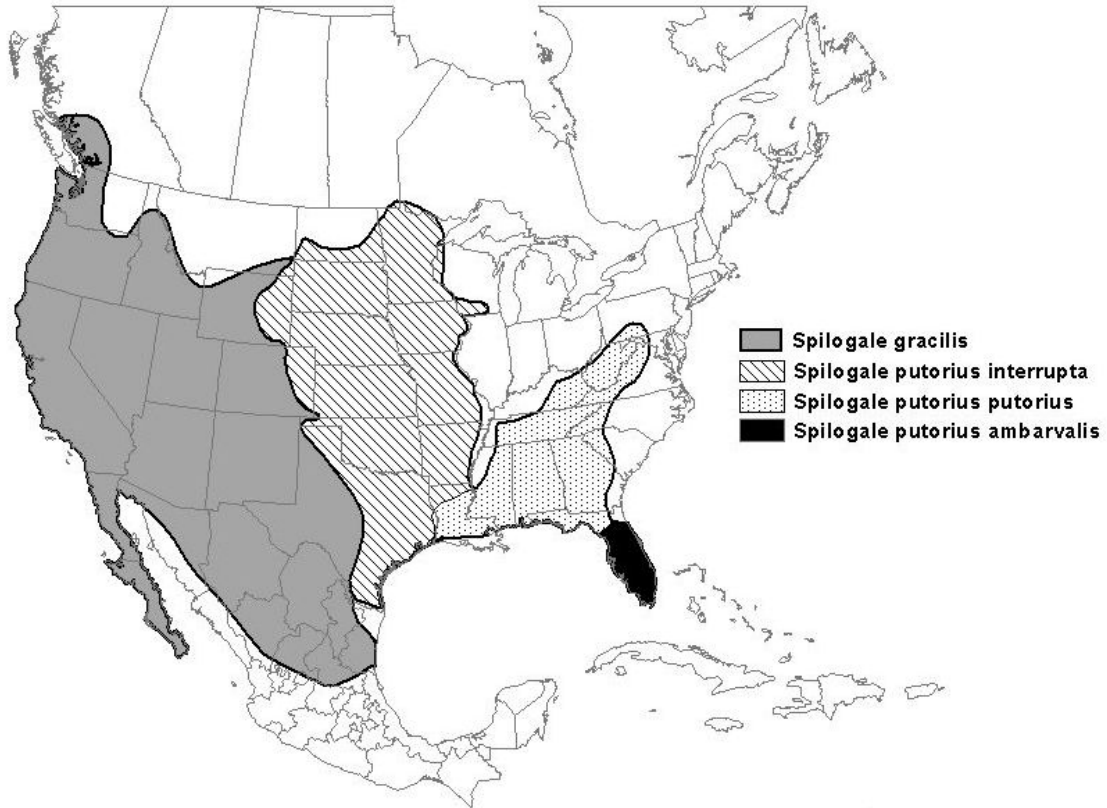 Spilogale gracilis
Spilogale putorius interrupta
Spilogale putorius putorius
Spilogale putorius ambarvalis